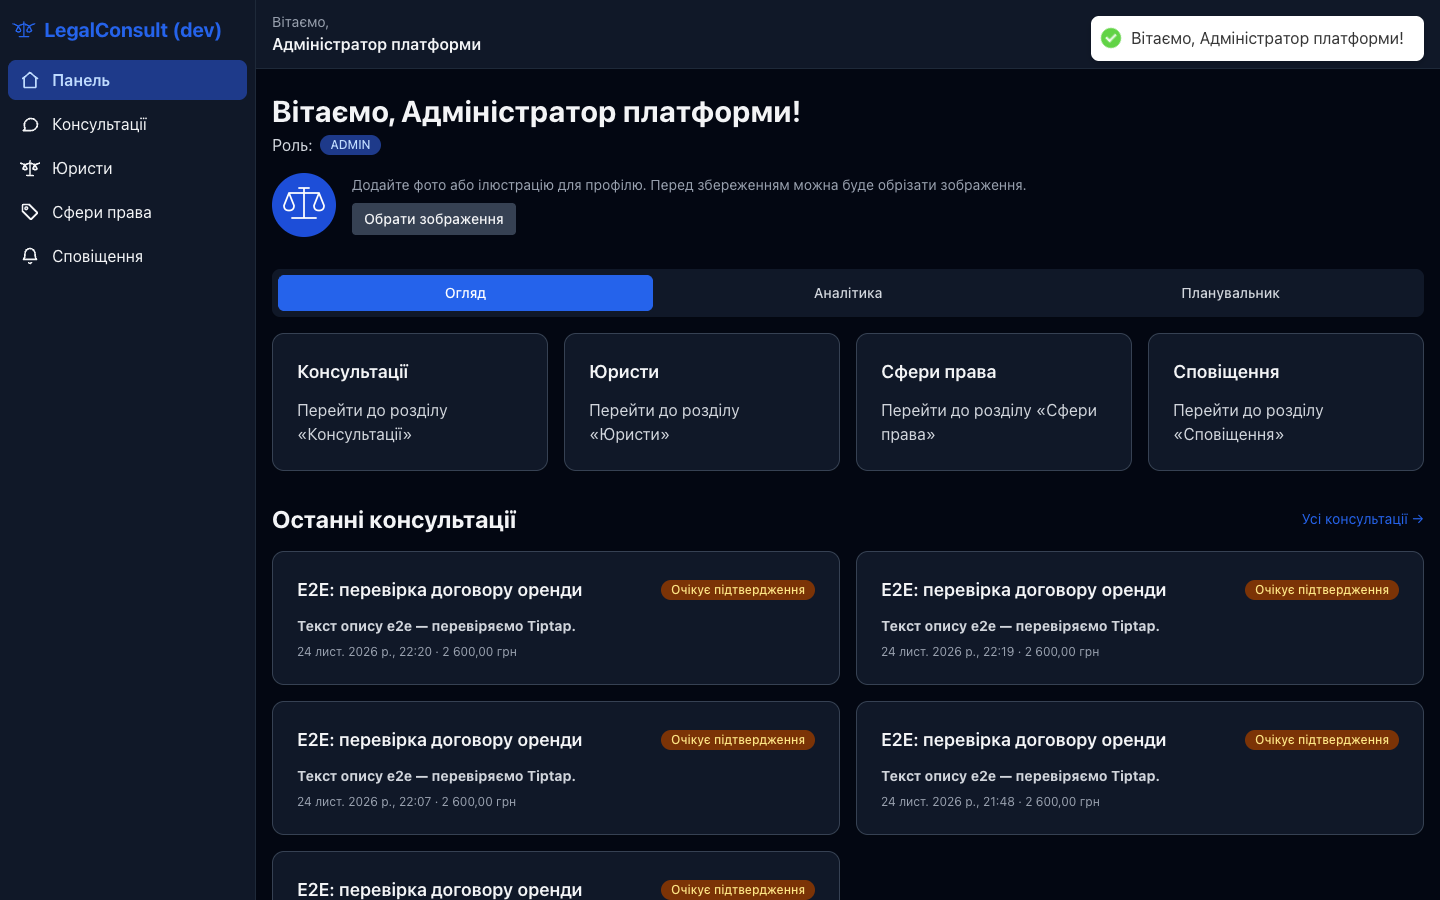 LegalConsult (dev)
Панель
Консультації
Юристи
Сфери права
Сповіщення
Вітаємо,
Адміністратор платформи
Вітаємо, Адміністратор платформи!
Вітаємо, Адміністратор платформи!
Роль: ADMIN
Додайте фото або ілюстрацію для профілю. Перед збереженням можна буде обрізати зображення.
Обрати зображення
Огляд
Аналітика
Планувальник
Консультації
Перейти до розділу
«Консультації»
Юристи
Перейти до розділу
«Юристи»
Сфери права
Перейти до розділу «Сфери
права»
Сповіщення
Перейти до розділу
«Сповіщення»
Останні консультації
Усі консультації →
E2E: перевірка договору оренди
Очікує підтвердження
Текст опису e2e — перевіряємо Tiptap.
24 лист. 2026 р., 22:20 · 2 600,00 грн
E2E: перевірка договору оренди
Очікує підтвердження
Текст опису e2e — перевіряємо Tiptap.
24 лист. 2026 р., 22:19 · 2 600,00 грн
E2E: перевірка договору оренди
Очікує підтвердження
Текст опису e2e — перевіряємо Tiptap.
24 лист. 2026 р., 22:07 · 2 600,00 грн
E2E: перевірка договору оренди
Очікує підтвердження
Текст опису e2e — перевіряємо Tiptap.
24 лист. 2026 р., 21:48 · 2 600,00 грн
E2E: перевірка договору оренди
Очікує підтвердження